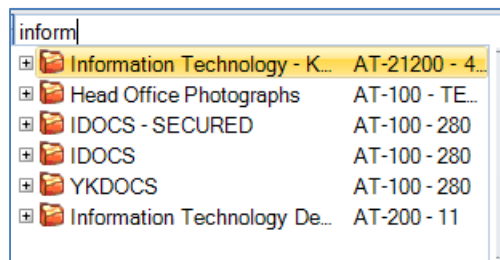 inform
Information Technology - K... AT-21200 - 4...
Head Office Photographs AT-100 - TE...
IDOCS - SECURED AT-100 - 280
IDOCS AT-100 - 280
YKDOCS AT-100 - 280
Information Technology De... AT-200 - 11